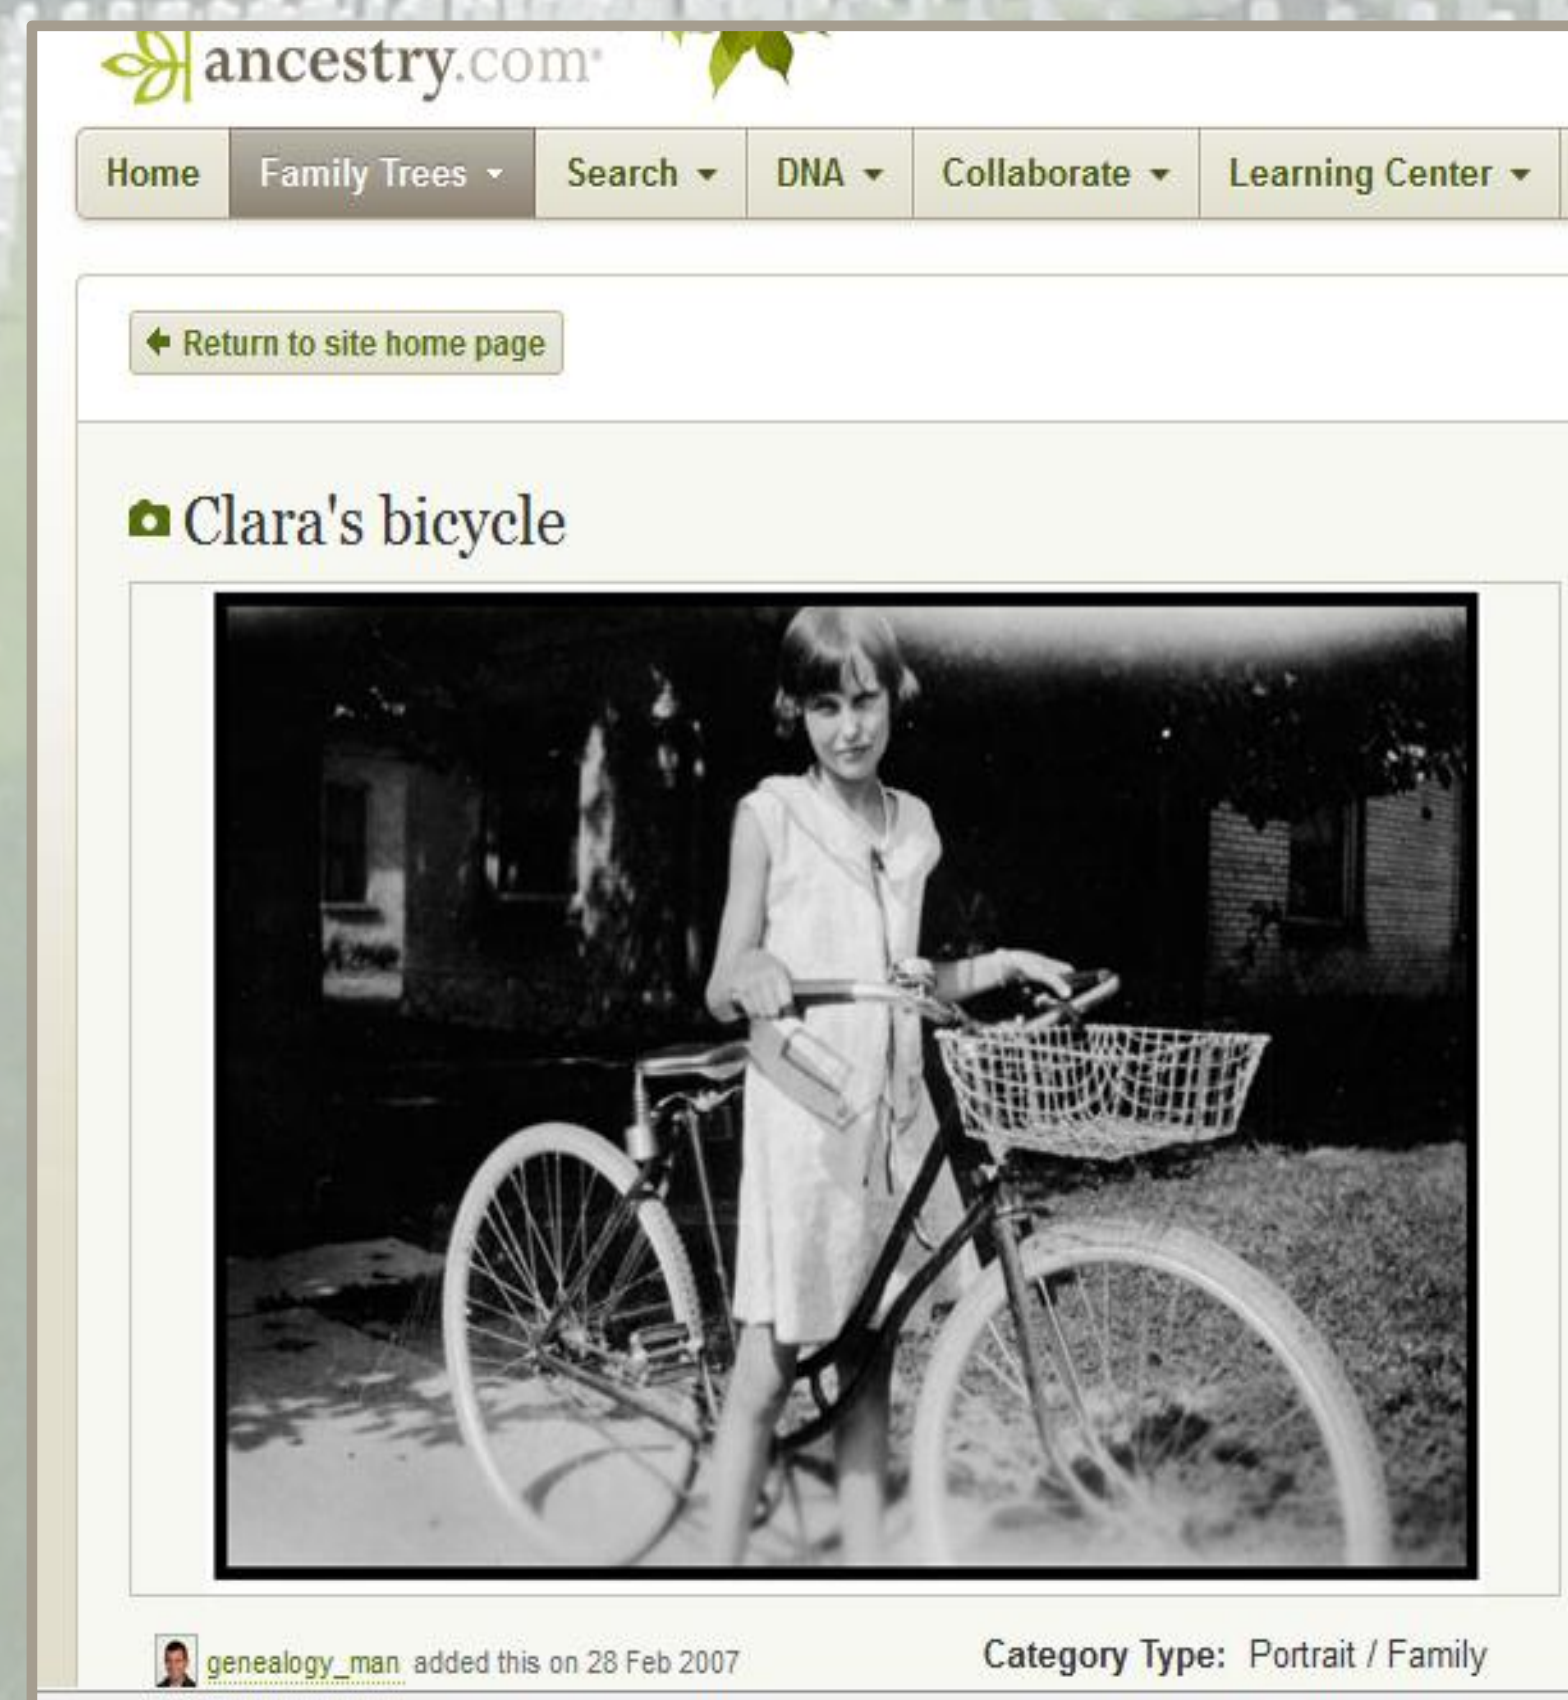 ancestry.com
Home Family Trees Search DNA Collaborate Learning Center
Return to site home page
Clara's bicycle
genealogy_man added this on 28 Feb 2007
Category Type: Portrait / Family